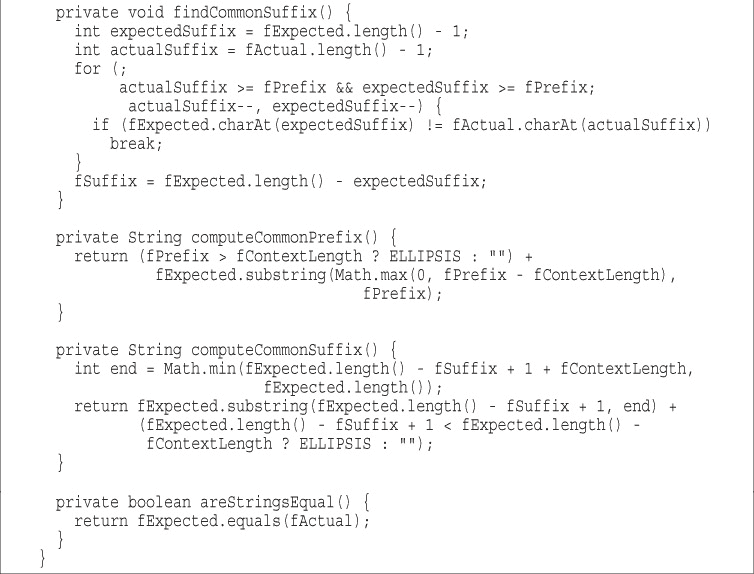 private void findCommonSuffix() {
int expectedSuffix = fExpected.length() - 1;
int actualSuffix = fActual.length() - 1;
for (;
actualSuffix >= fPrefix && expectedSuffix >= fPrefix;
actualSuffix--, expectedSuffix--) {
if (fExpected.charAt(expectedSuffix) != fActual.charAt(actualSuffix))
break;
}
fSuffix = fExpected.length() - expectedSuffix;
}
private String computeCommonPrefix() {
return (fPrefix > fContextLength ? ELLIPSIS : "") +
fExpected.substring(Math.max(0, fPrefix - fContextLength),
fPrefix);
}
private String computeCommonSuffix() {
int end = Math.min(fExpected.length() - fSuffix + 1 + fContextLength,
fExpected.length());
return fExpected.substring(fExpected.length() - fSuffix + 1, end) +
(fExpected.length() - fSuffix + 1 < fExpected.length() -
fContextLength ? ELLIPSIS : "");
}
private boolean areStringsEqual() {
return fExpected.equals(fActual);
}
}